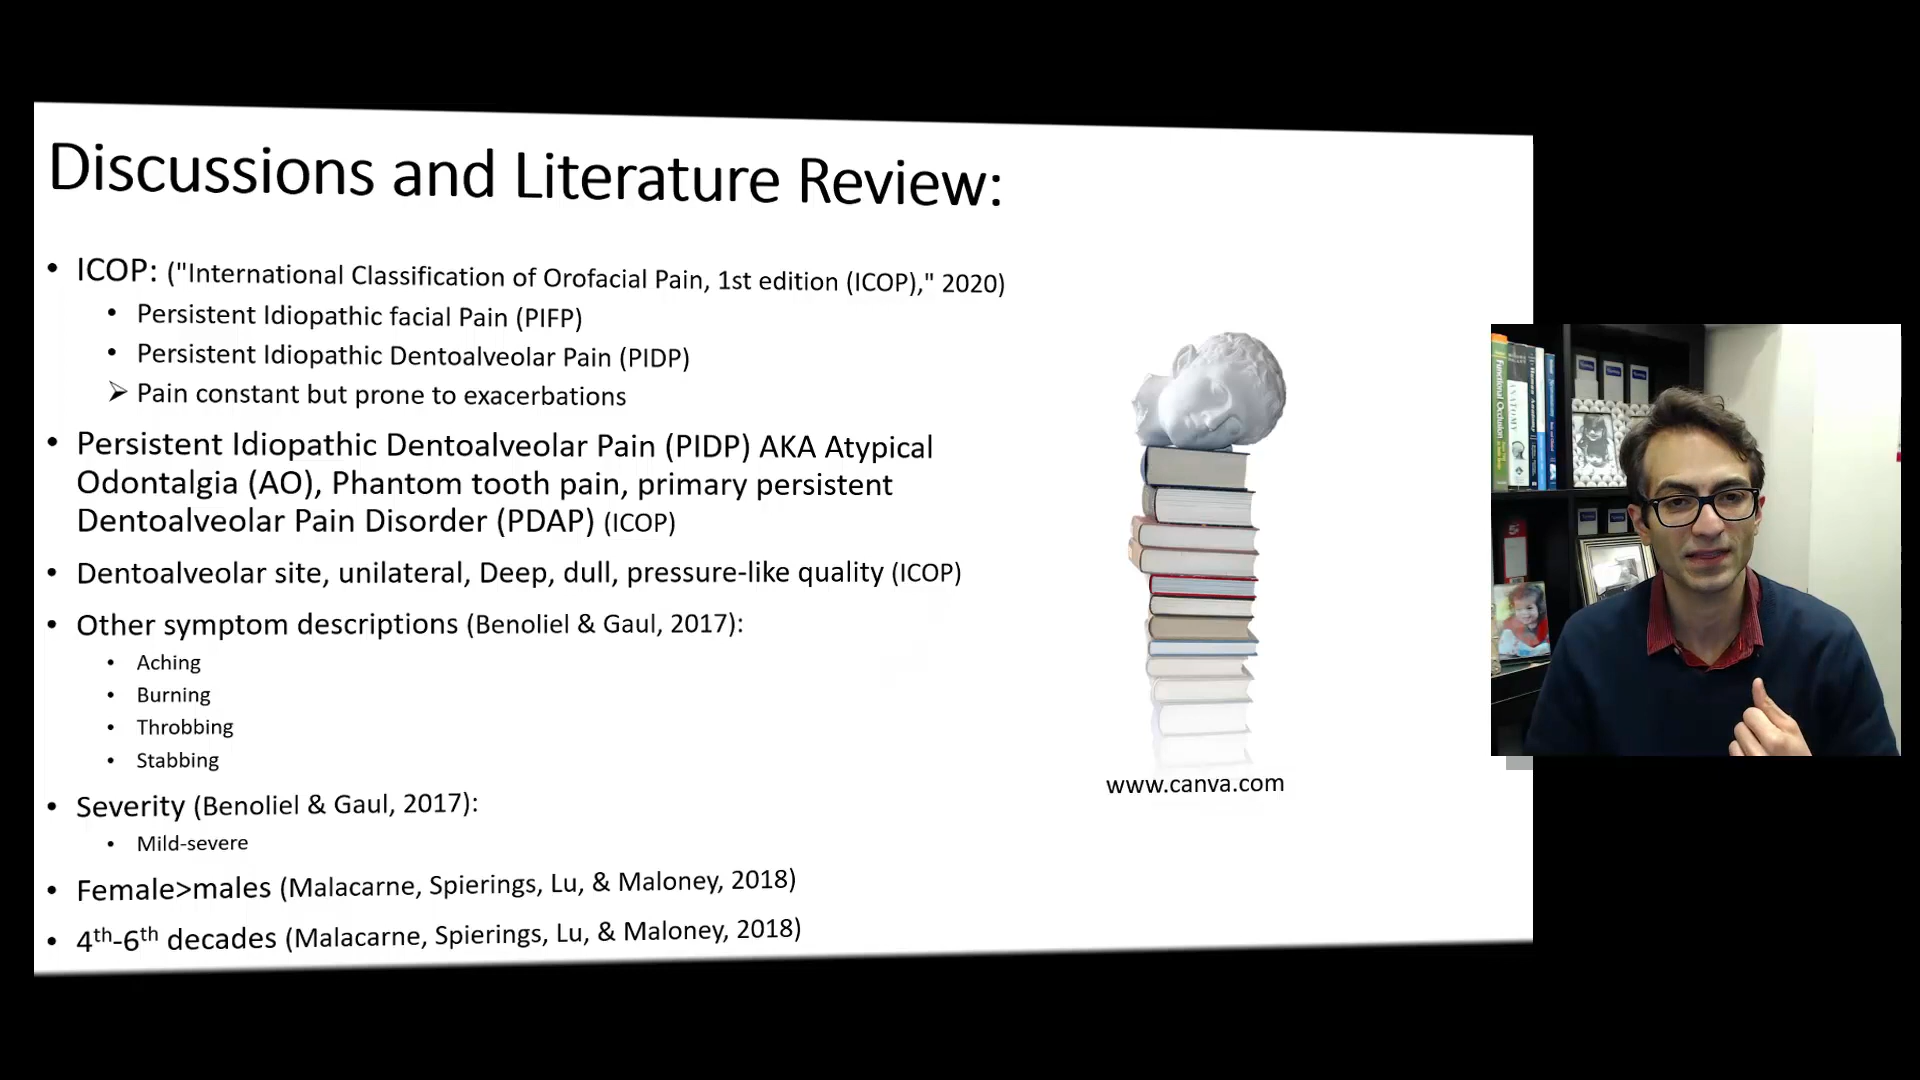 Discussions and Literature Review:
• ICOP: ("International Classification of Orofacial Pain, 1st edition (ICOP)," 2020)
• Persistent Idiopathic facial Pain (PIFP)
• Persistent Idiopathic Dentoalveolar Pain (PIDP)
➢ Pain constant but prone to exacerbations
• Persistent Idiopathic Dentoalveolar Pain (PIDP) AKA Atypical
Odontalgia (AO), Phantom tooth pain, primary persistent
Dentoalveolar Pain Disorder (PDAP) (ICOP)
• Dentoalveolar site, unilateral, Deep, dull, pressure-like quality (ICOP)
• Other symptom descriptions (Benoliel & Gaul, 2017):
• Aching
• Burning
• Throbbing
• Stabbing
• Severity (Benoliel & Gaul, 2017):
• Mild-severe
• Female>males (Malacarne, Spierings, Lu, & Maloney, 2018)
• 4th-6th decades (Malacarne, Spierings, Lu, & Maloney, 2018)
www.canva.com
Functional Occlusion
ANATOMY